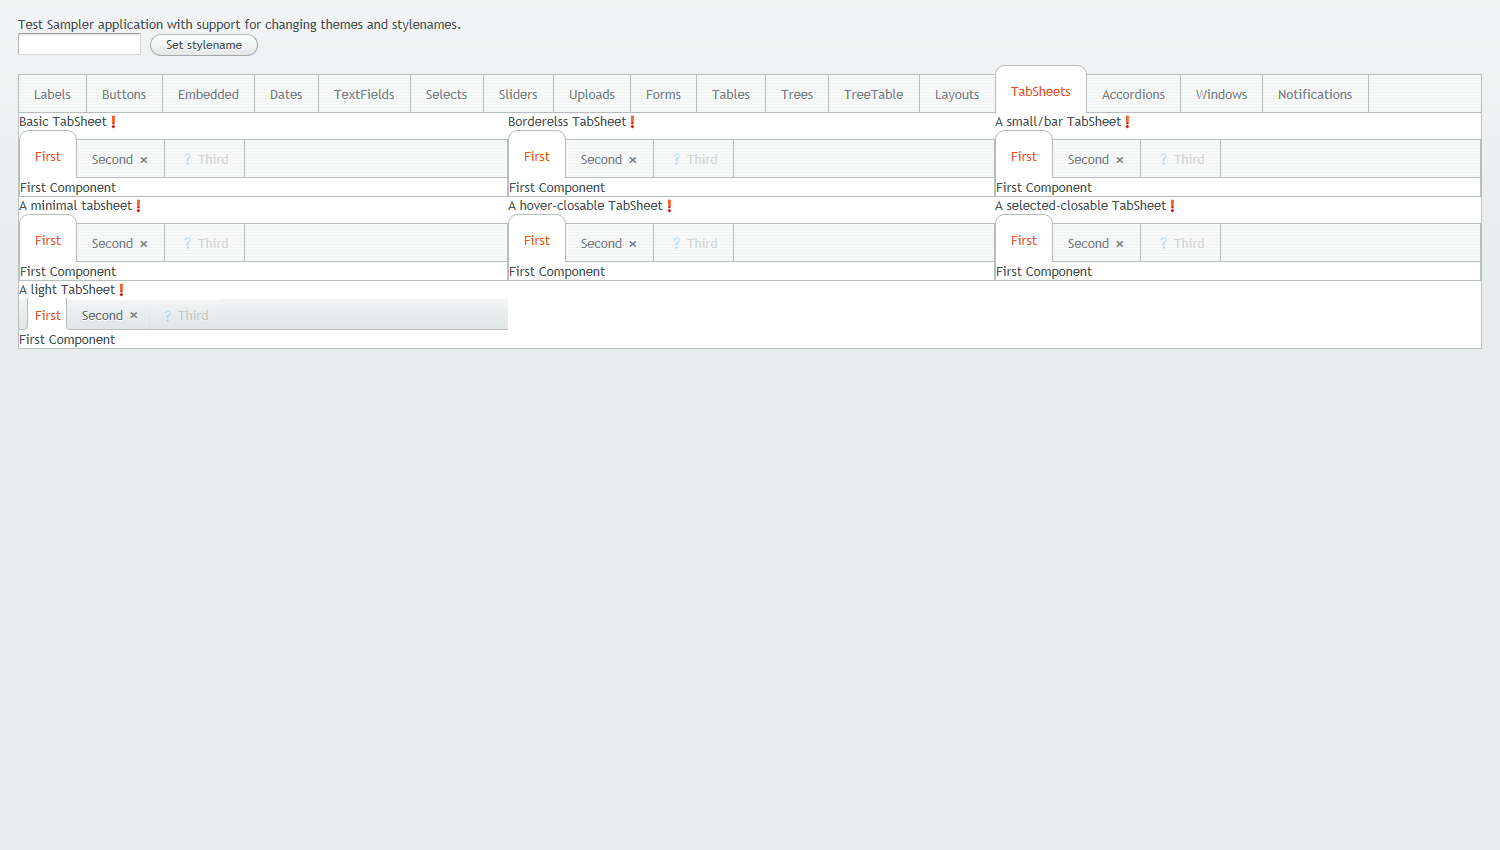 Test Sampler application with support for changing themes and stylenames.
Set stylename
Labels Buttons Embedded Dates TextFields Selects Sliders Uploads Forms Tables Trees TreeTable Layouts TabSheets Accordions Windows Notifications
Basic TabSheet ! Borderelss TabSheet ! A small/bar TabSheet !
First Second × ? Third First Second × ? Third First Second × ? Third
First Component First Component First Component
A minimal tabsheet ! A hover-closable TabSheet ! A selected-closable TabSheet !
First Second × ? Third First Second × ? Third First Second × ? Third
First Component First Component First Component
A light TabSheet !
First Second × ? Third
First Component